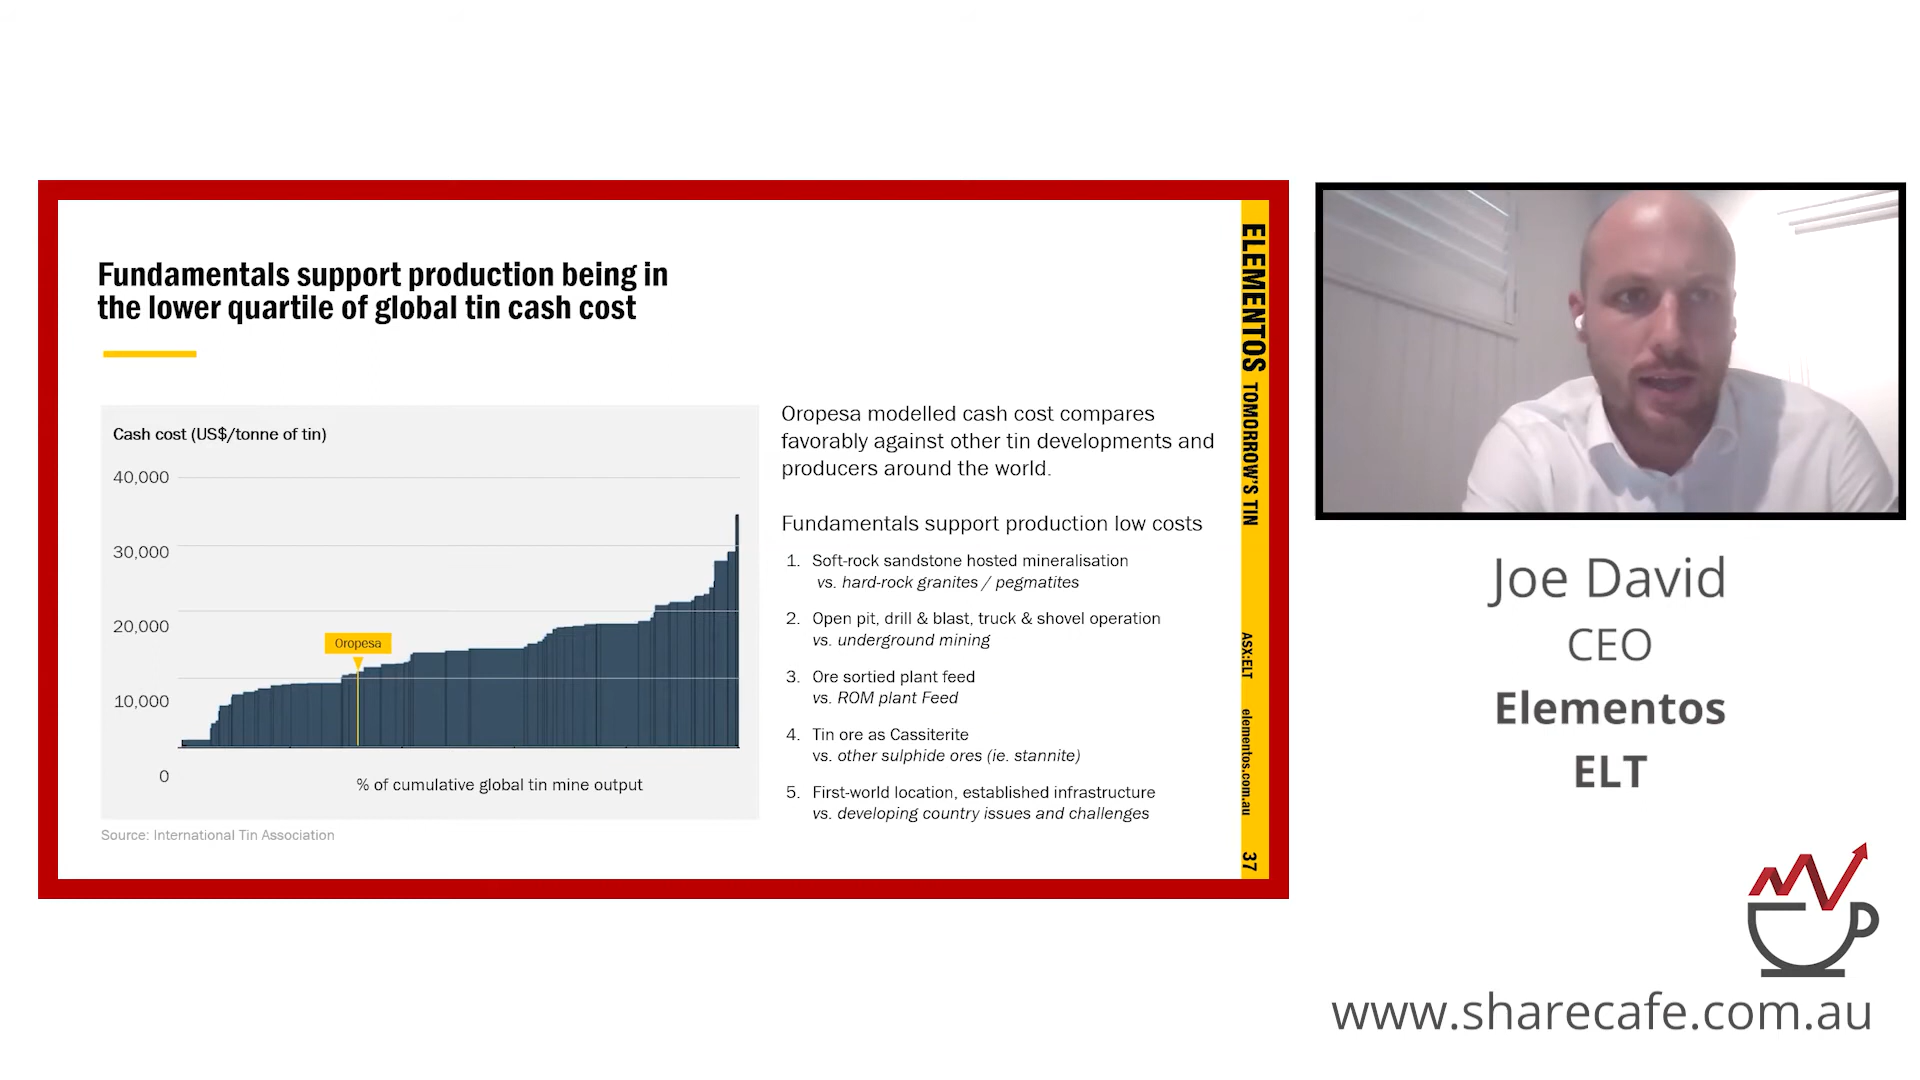 Fundamentals support production being in
the lower quartile of global tin cash cost
Cash cost (US$/tonne of tin)
40,000
30,000
20,000
10,000
0
Oropesa
% of cumulative global tin mine output
Source: International Tin Association
Oropesa modelled cash cost compares
favorably against other tin developments and
producers around the world.
Fundamentals support production low costs
1. Soft-rock sandstone hosted mineralisation
vs. hard-rock granites / pegmatites
2. Open pit, drill & blast, truck & shovel operation
vs. underground mining
3. Ore sortied plant feed
vs. ROM plant Feed
4. Tin ore as Cassiterite
vs. other sulphide ores (ie. stannite)
5. First-world location, established infrastructure
vs. developing country issues and challenges
ELEMENTOS TOMORROW'S TIN
ASX:ELT
elementos.com.au
37
Joe David
CEO
Elementos
ELT
www.sharecafe.com.au